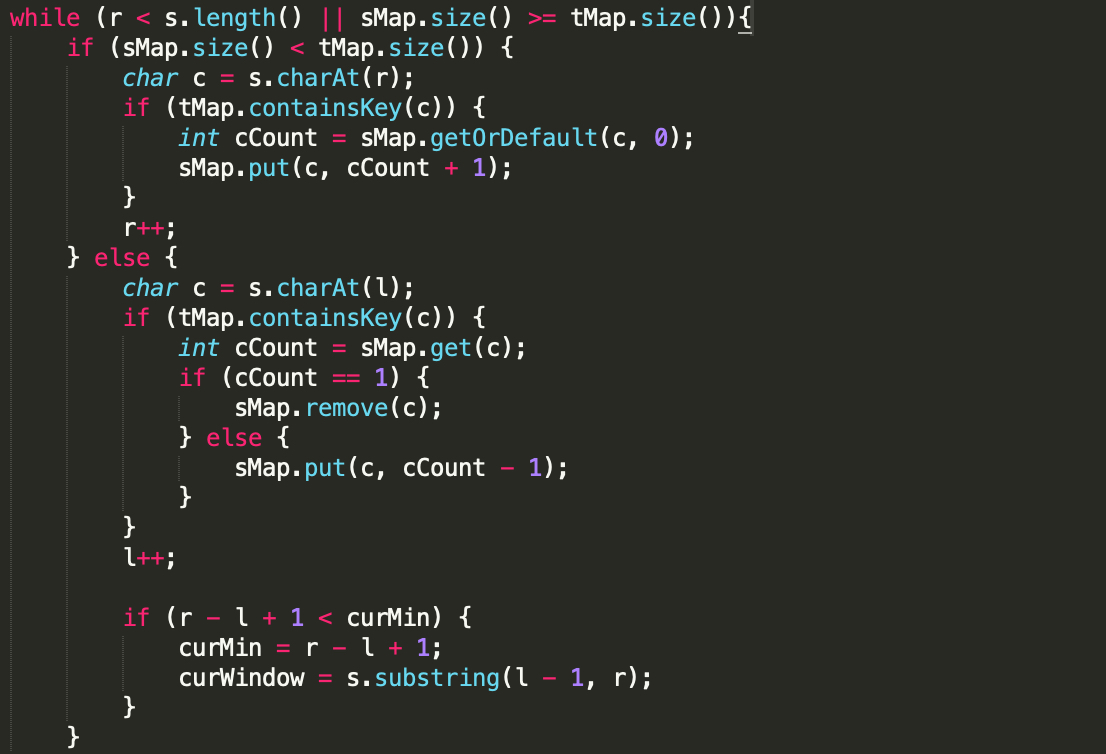 while (r < s.length() || sMap.size() >= tMap.size()){
    if (sMap.size() < tMap.size()) {
        char c = s.charAt(r);
        if (tMap.containsKey(c)) {
            int cCount = sMap.getOrDefault(c, 0);
            sMap.put(c, cCount + 1);
        }
        r++;
    } else {
        char c = s.charAt(l);
        if (tMap.containsKey(c)) {
            int cCount = sMap.get(c);
            if (cCount == 1) {
                sMap.remove(c);
            } else {
                sMap.put(c, cCount - 1);
            }
        }
        l++;

        if (r - l + 1 < curMin) {
            curMin = r - l + 1;
            curWindow = s.substring(l - 1, r);
        }
    }